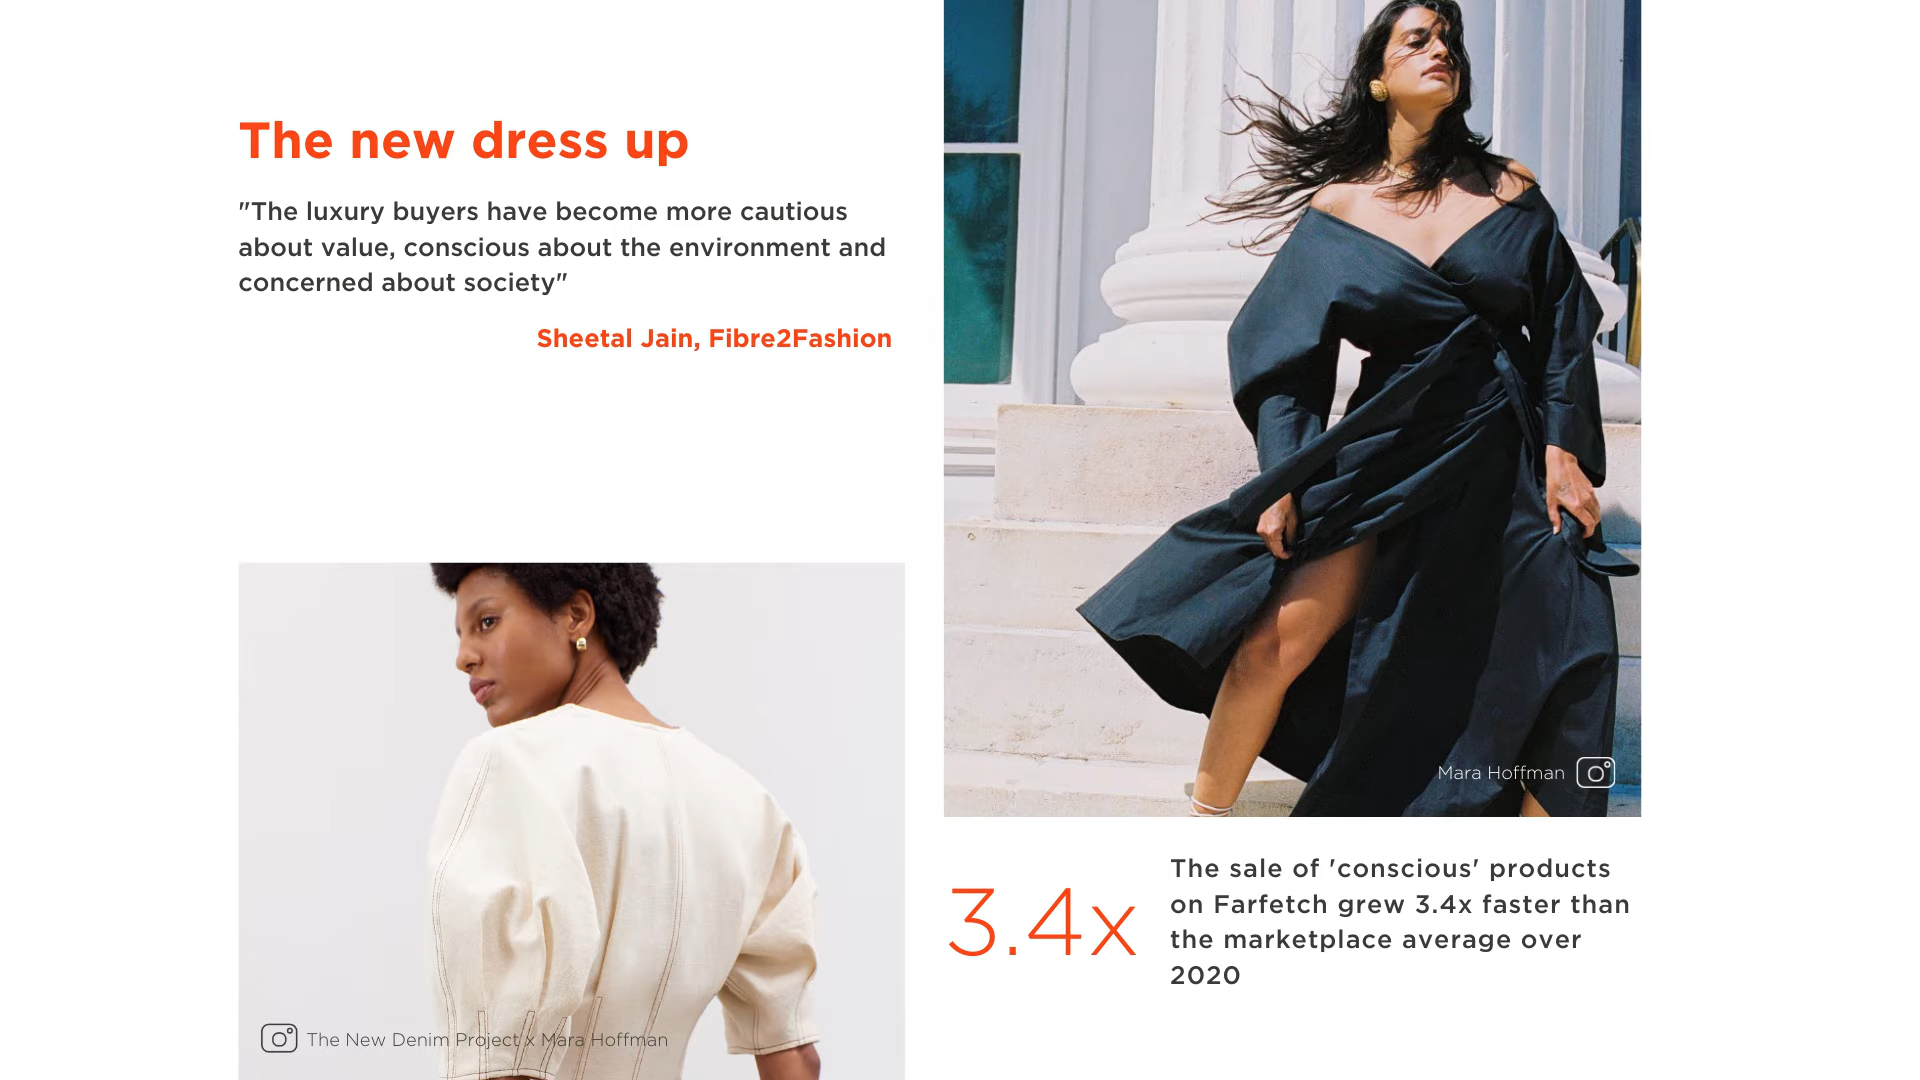 The new dress up
"The luxury buyers have become more cautious
about value, conscious about the environment and
concerned about society"
Sheetal Jain, Fibre2Fashion
Mara Hoffman
The New Denim Project x Mara Hoffman
3.4x
The sale of 'conscious' products
on Farfetch grew 3.4x faster than
the marketplace average over
2020